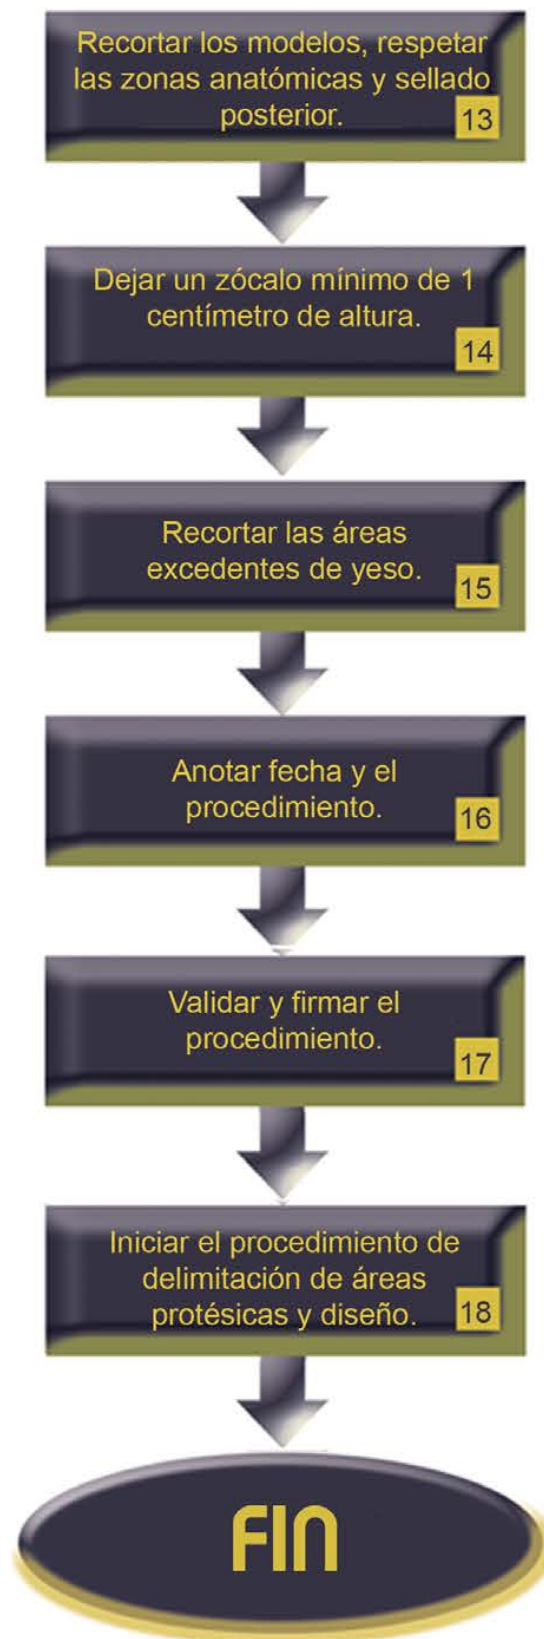 Recortar los modelos, respetar
las zonas anatómicas y sellado
posterior.
13
Dejar un zócalo mínimo de 1
centímetro de altura.
14
Recortar las áreas
excedentes de yeso.
15
Anotar fecha y el
procedimiento.
16
Validar y firmar el
procedimiento.
17
Iniciar el procedimiento de
delimitación de áreas
protésicas y diseño.
18
FIN